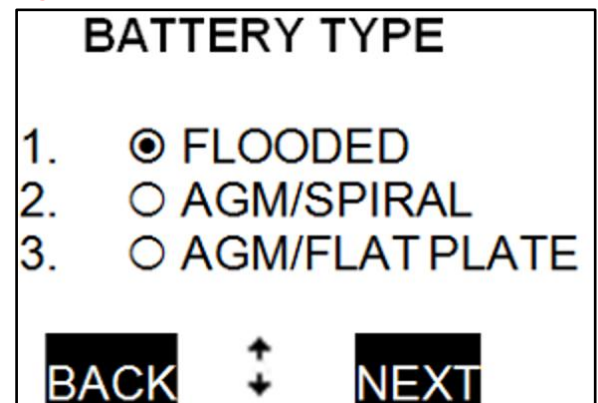 BATTERY TYPE
1. FLOODED
2. AGM/SPIRAL
3. AGM/FLAT PLATE
BACK NEXT